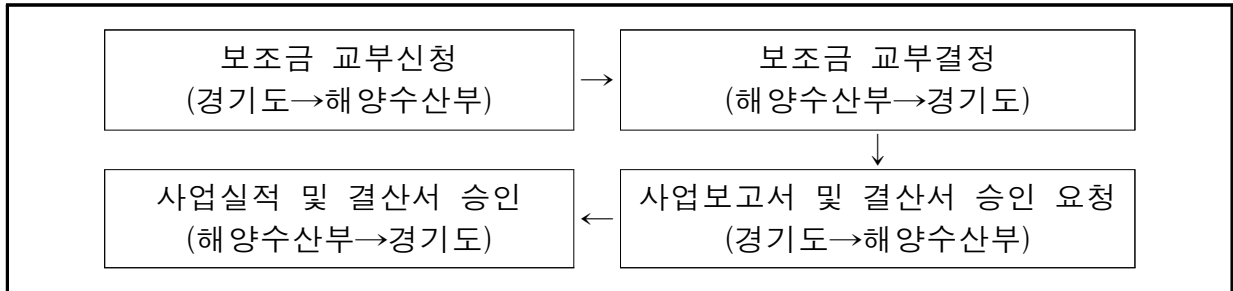 보조금 교부신청
(경기도→해양수산부)
→
보조금 교부결정
(해양수산부→경기도)
↓
사업보고서 및 결산서 승인 요청
(경기도→해양수산부)
←
사업실적 및 결산서 승인
(해양수산부→경기도)